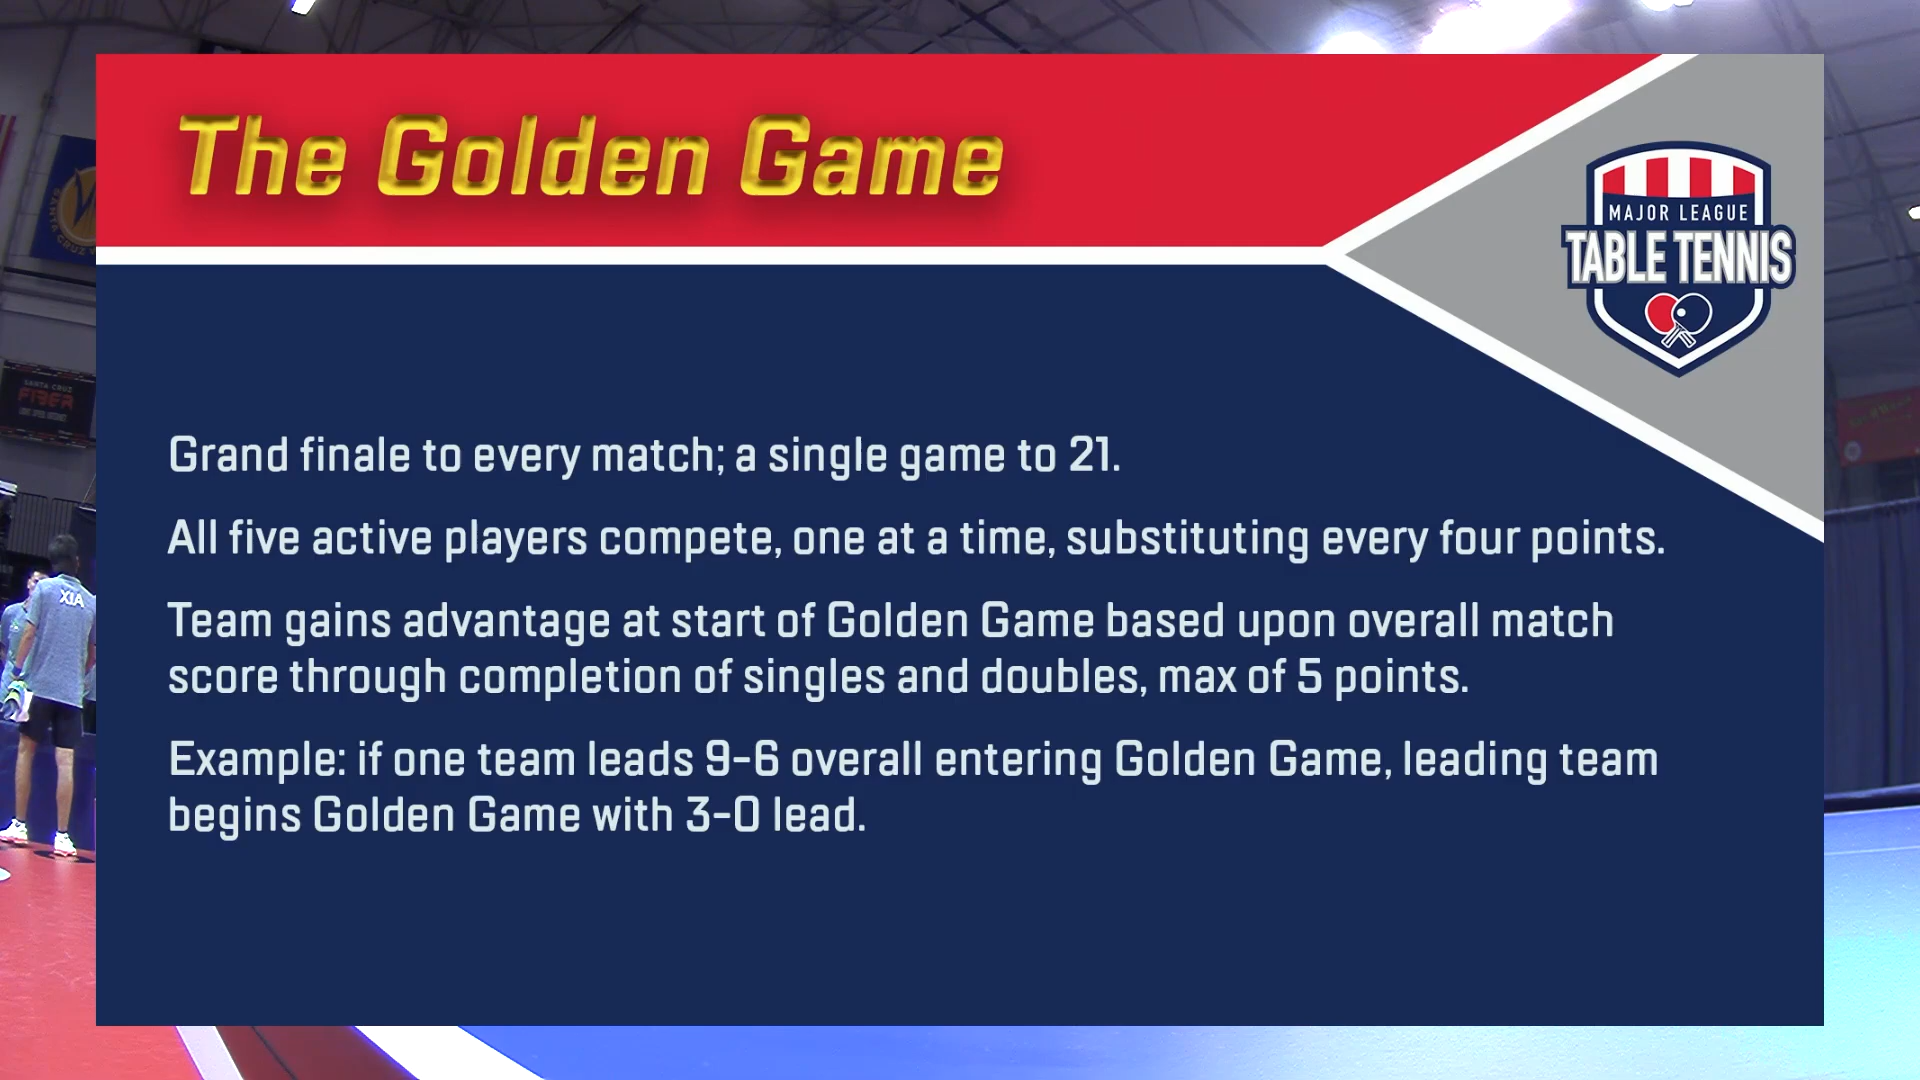 The Golden Game
MAJOR LEAGUE
TABLE TENNIS
Grand finale to every match; a single game to 21.
All five active players compete, one at a time, substituting every four points.
Team gains advantage at start of Golden Game based upon overall match
score through completion of singles and doubles, max of 5 points.
Example: if one team leads 9-6 overall entering Golden Game, leading team
begins Golden Game with 3-0 lead.
SANTA CRUZ
FIBER
XIA